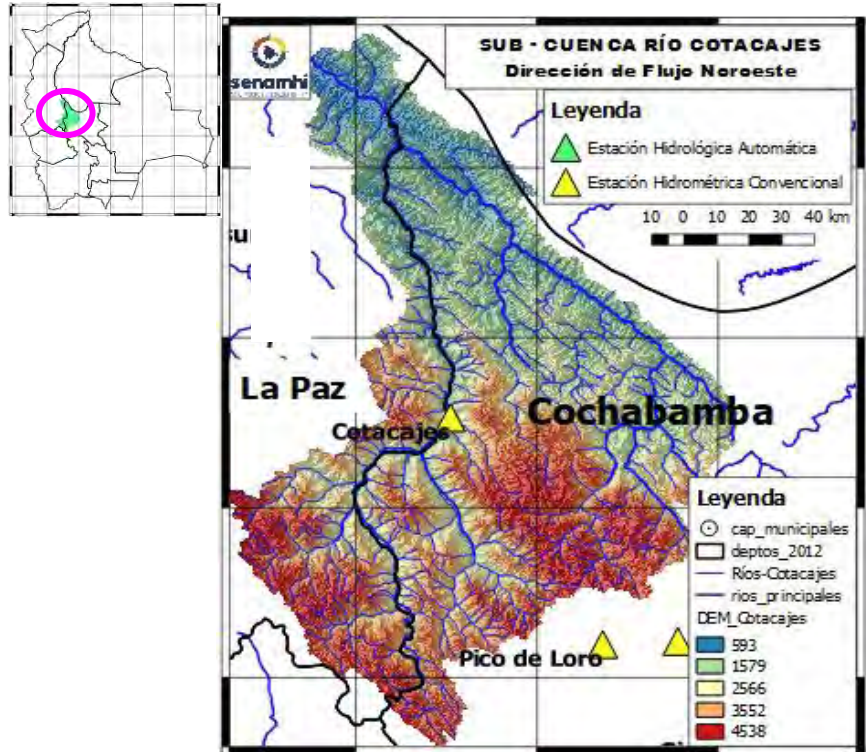 senamhi
SUB - CUENCA RÍO COTACAJES
Dirección de Flujo Noroeste
Leyenda
Estación Hidrológica Automática
Estación Hidrométrica Convencional
10 0 10 20 30 40 km
La Paz
Cochabamba
Cotacajes
Pico de Loro
Leyenda
cap_municipales
deptos_2012
Ríos-Cotacajes
rios_principales
DEM_Cotacajes
593
1579
2566
3552
4538